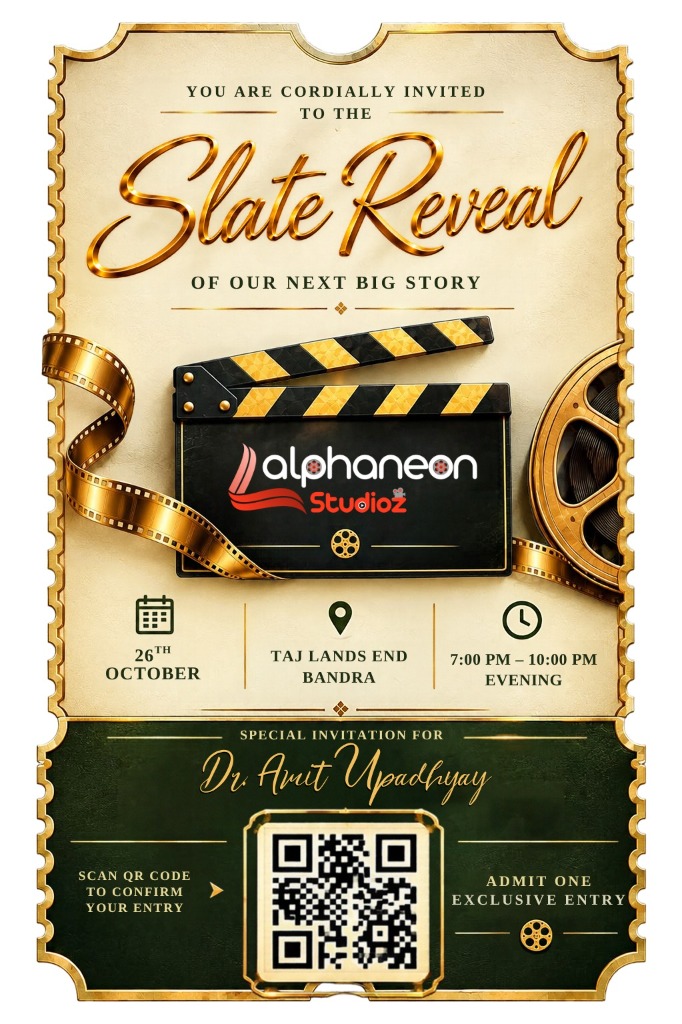 YOU ARE CORDIALLY INVITED
TO THE
Slate Reveal
OF OUR NEXT BIG STORY
alphaneon
Studioz
26TH
OCTOBER
TAJ LANDS END
BANDRA
7:00 PM – 10:00 PM
EVENING
SPECIAL INVITATION FOR
Dr. Amit Upadhyay
SCAN QR CODE
TO CONFIRM
YOUR ENTRY
ADMIT ONE
EXCLUSIVE ENTRY